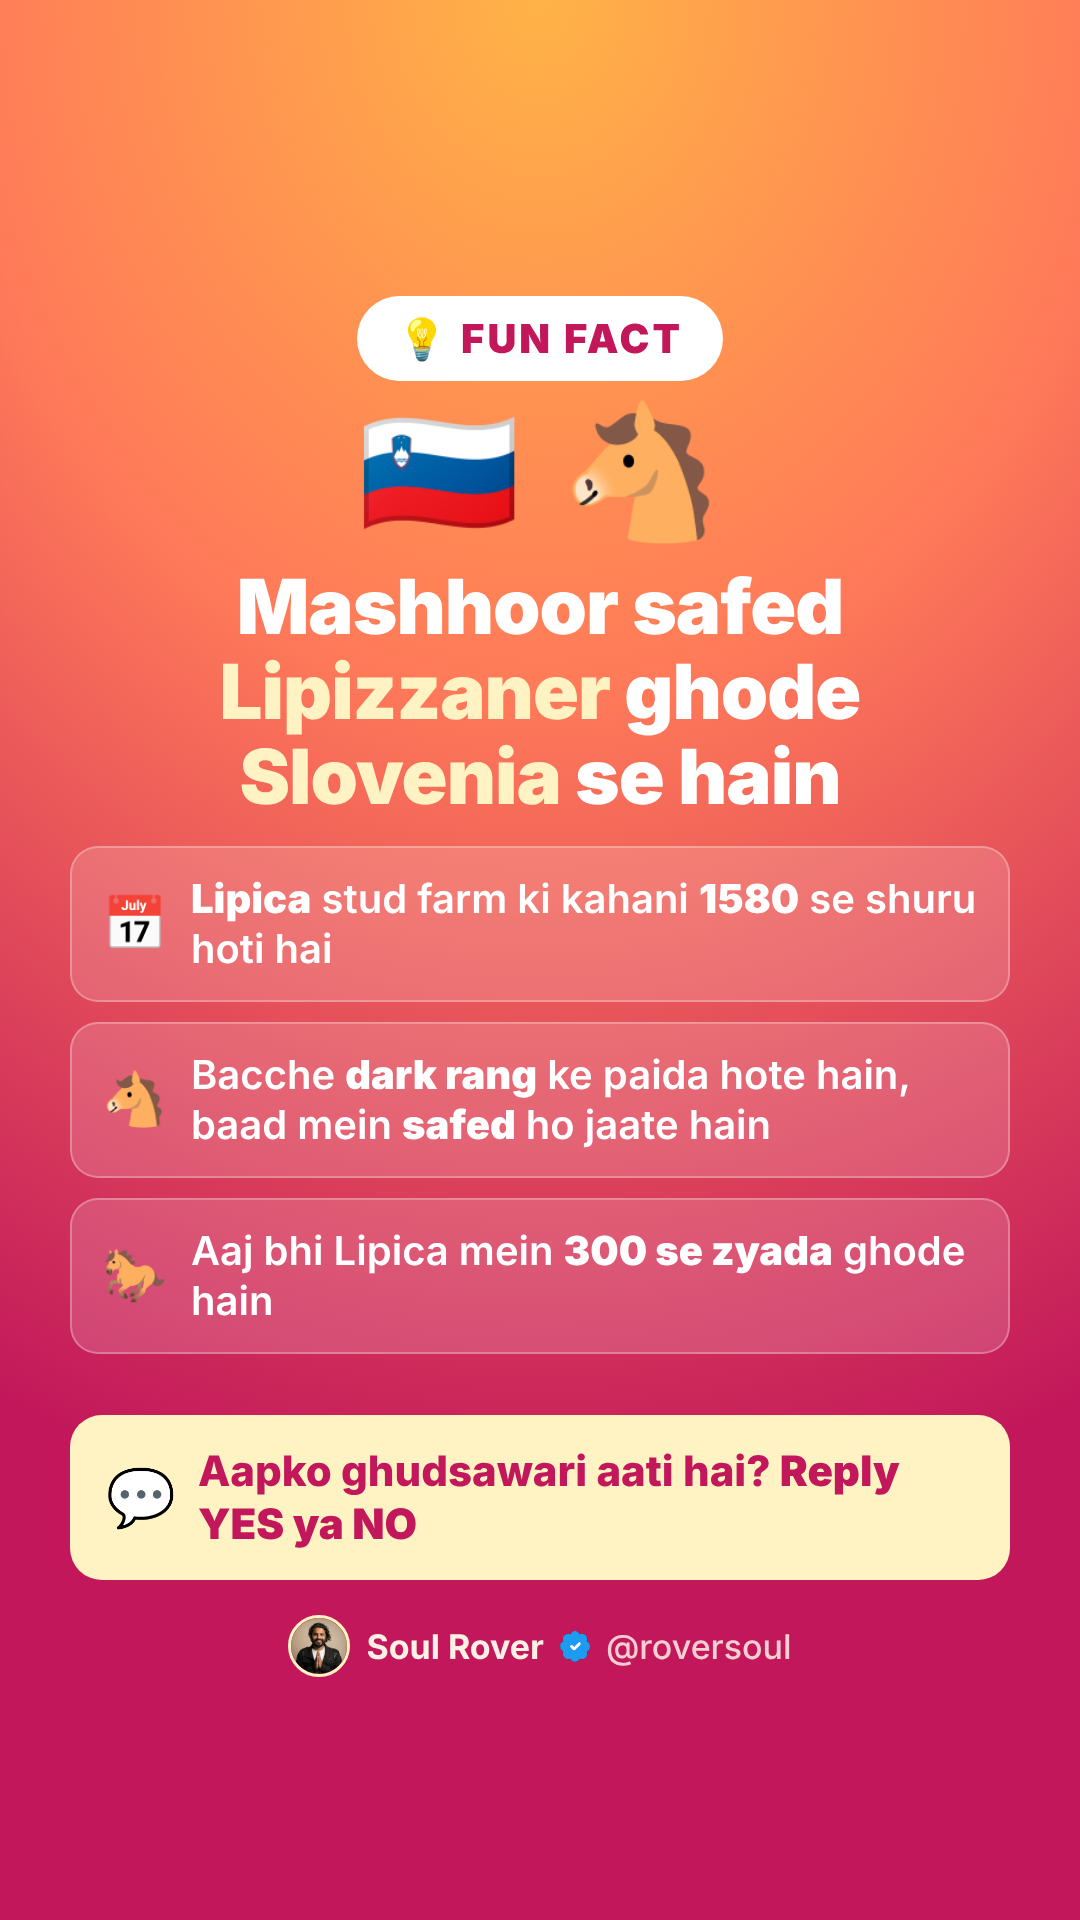 💡 FUN FACT
Mashhoor safed
Lipizzaner ghode
Slovenia se hain
July
17
Lipica stud farm ki kahani 1580 se shuru
hoti hai
Bacche dark rang ke paida hote hain,
baad mein safed ho jaate hain
Aaj bhi Lipica mein 300 se zyada ghode
hain
Aapko ghudsawari aati hai? Reply
YES ya NO
Soul Rover @roversoul